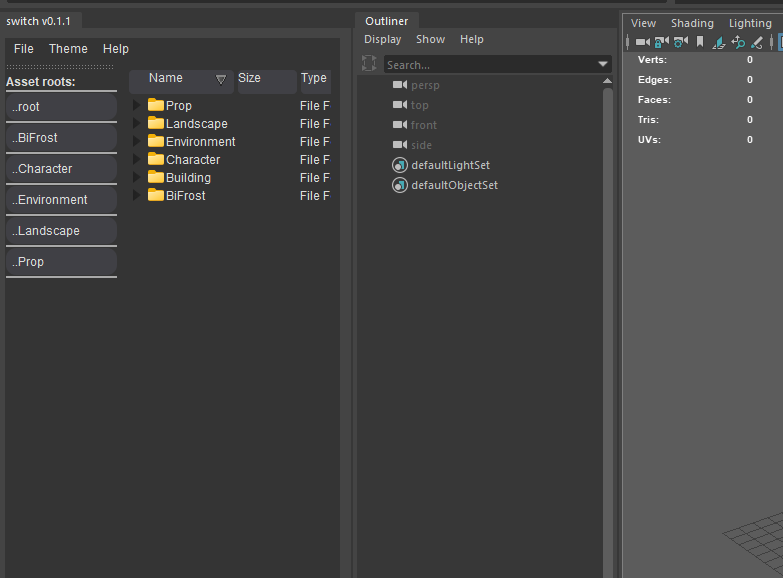 switch v0.1.1
File Theme Help
Asset roots:
..root
..BiFrost
..Character
..Environment
..Landscape
..Prop
Name Size Type
Prop File F
Landscape File F
Environment File F
Character File F
Building File F
BiFrost File F
Outliner
Display Show Help
Search...
persp
top
front
side
defaultLightSet
defaultObjectSet
View Shading Lighting
Verts: 0
Edges: 0
Faces: 0
Tris: 0
UVs: 0